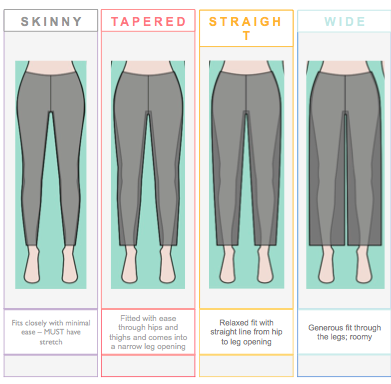 SKINNY
TAPERED
STRAIGH
T
WIDE
Fits closely with minimal
ease – MUST have
stretch
Fitted with ease
through hips and
thighs and comes into
a narrow leg opening
Relaxed fit with
straight line from hip
to leg opening
Generous fit through
the legs; roomy